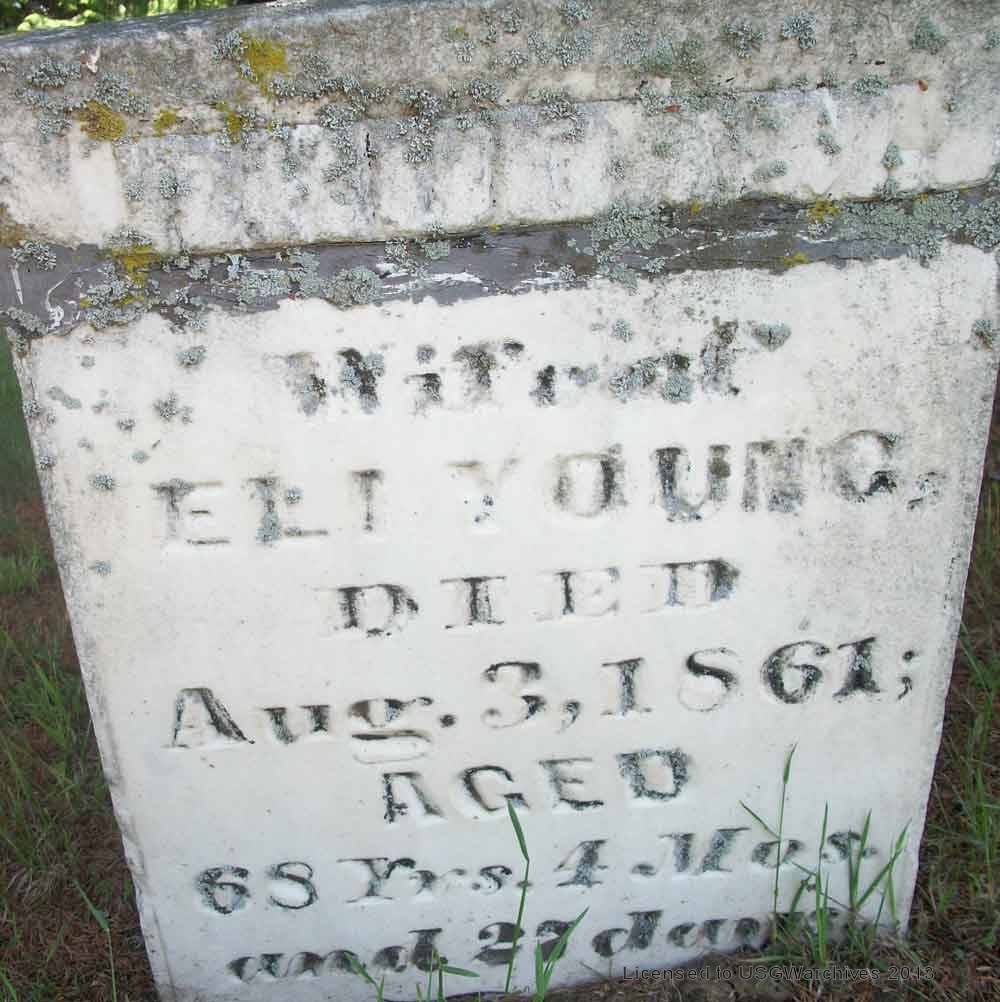 Wife of
ELI YOUNG,
DIED
Aug. 3, 1861;
AGED
68 Yrs. 4 Mos.
and 27 days
Licensed to USGWarchives 2013